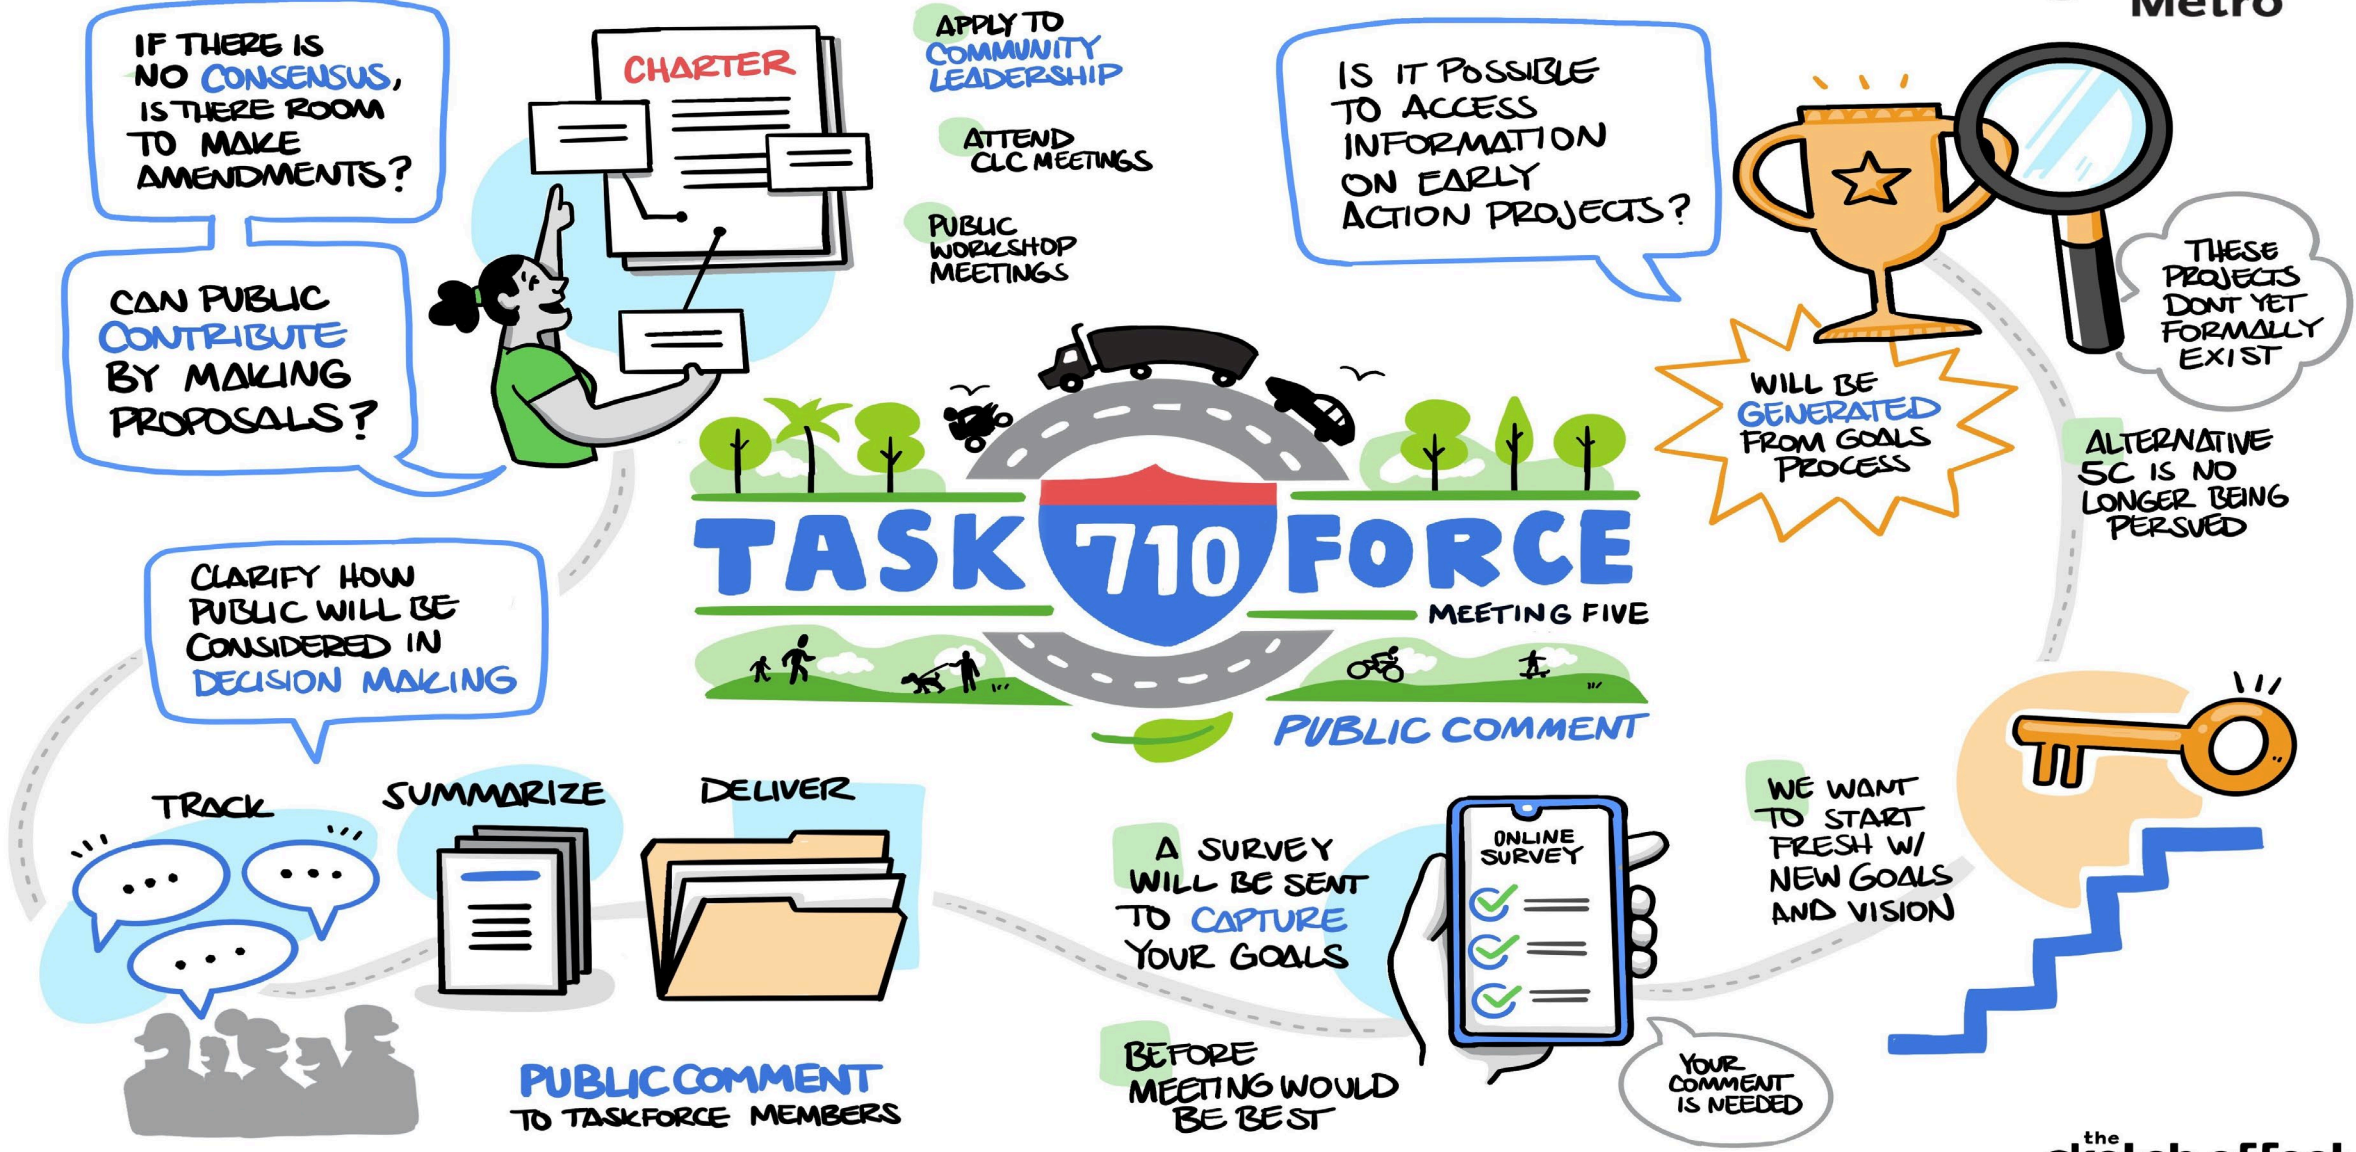 IF THERE IS
NO CONSENSUS,
IS THERE ROOM
TO MAKE
AMENDMENTS?
CAN PUBLIC
CONTRIBUTE
BY MAKING
PROPOSALS?
CHARTER
APPLY TO
COMMUNITY
LEADERSHIP
ATTEND
CLC MEETINGS
PUBLIC
WORKSHOP
MEETINGS
IS IT POSSIBLE
TO ACCESS
INFORMATION
ON EARLY
ACTION PROJECTS?
Metro
THESE
PROJECTS
DONT YET
FORMALLY
EXIST
WILL BE
GENERATED
FROM GOALS
PROCESS
ALTERNATIVE
5C IS NO
LONGER BEING
PERSVED
TASK 710 FORCE
MEETING FIVE
PUBLIC COMMENT
CLARIFY HOW
PUBLIC WILL BE
CONSIDERED IN
DECISION MAKING
TRACK
SUMMARIZE
DELIVER
PUBLIC COMMENT
TO TASKFORCE MEMBERS
A SURVEY
WILL BE SENT
TO CAPTURE
YOUR GOALS
BEFORE
MEETING WOULD
BE BEST
ONLINE
SURVEY
YOUR
COMMENT
IS NEEDED
WE WANT
TO START
FRESH W/
NEW GOALS
AND VISION
the